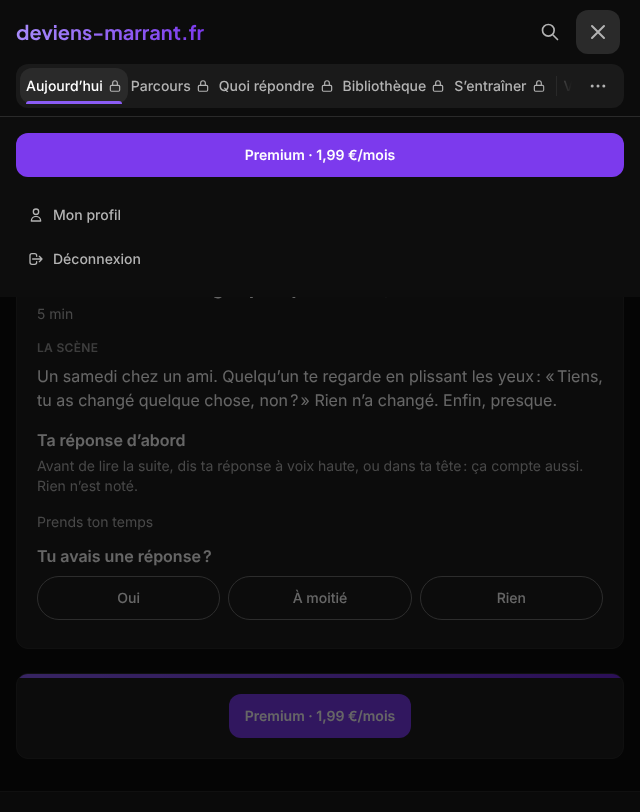 deviens-marrant.fr
Aujourd’hui Parcours Quoi répondre Bibliothèque S’entraîner
Premium · 1,99 €/mois
Mon profil
Déconnexion
5 min
LA SCÈNE
Un samedi chez un ami. Quelqu’un te regarde en plissant les yeux : « Tiens,
tu as changé quelque chose, non ? » Rien n’a changé. Enfin, presque.
Ta réponse d’abord
Avant de lire la suite, dis ta réponse à voix haute, ou dans ta tête : ça compte aussi.
Rien n’est noté.
Prends ton temps
Tu avais une réponse ?
Oui À moitié Rien
Premium · 1,99 €/mois